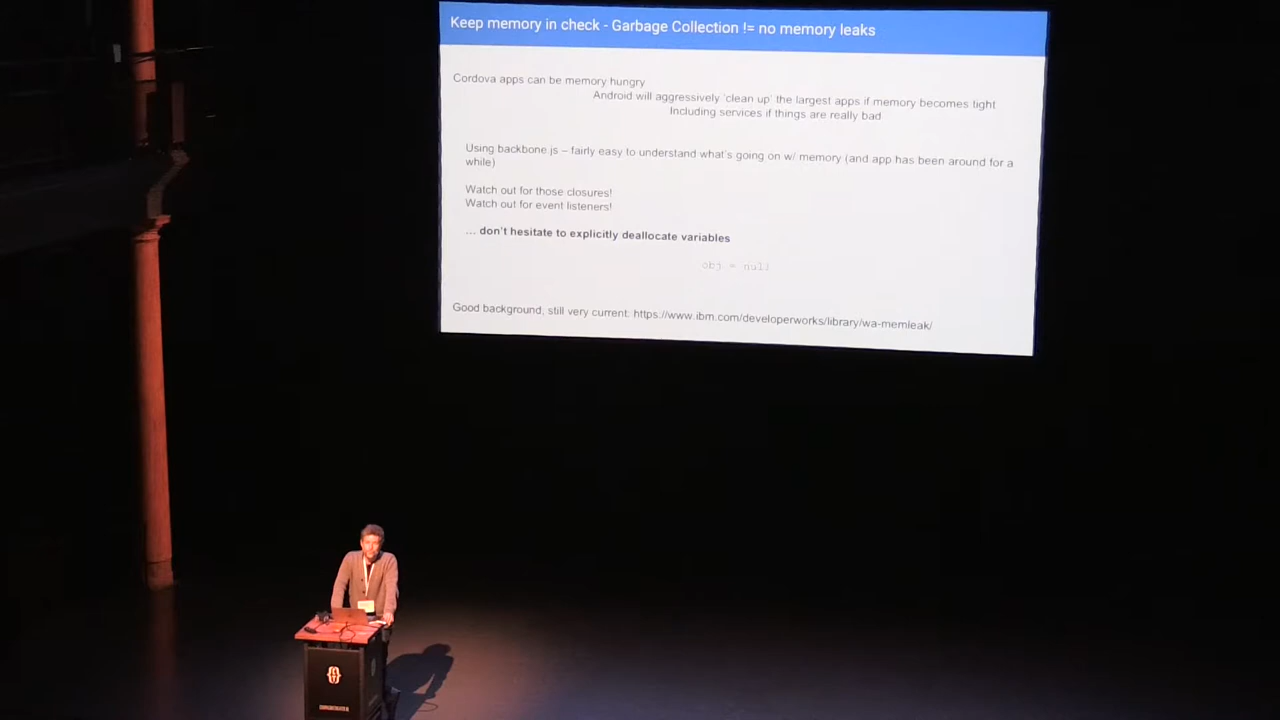 Keep memory in check - Garbage Collection != no memory leaks
Cordova apps can be memory hungry
Android will aggressively 'clean up' the largest apps if memory becomes tight
Including services if things are really bad
Using backbone.js – fairly easy to understand what's going on w/ memory (and app has been around for a
while)
Watch out for those closures!
Watch out for event listeners!
... don't hesitate to explicitly deallocate variables
obj = null
Good background, still very current: https://www.ibm.com/developerworks/library/wa-memleak/